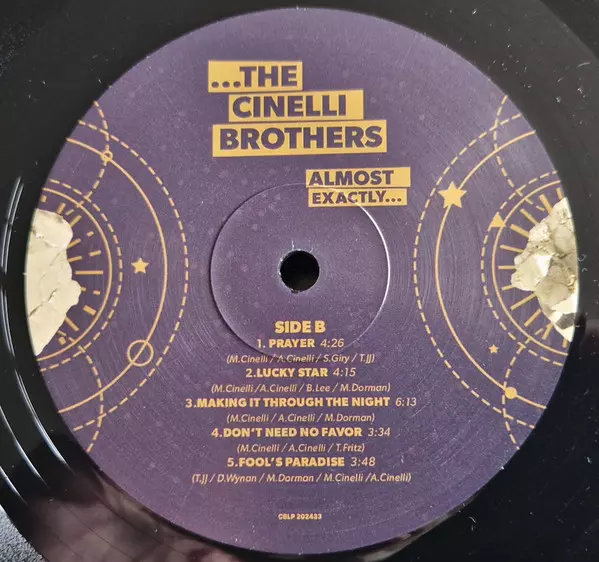 ...THE
CINELLI
BROTHERS
ALMOST
EXACTLY...
SIDE B
1. PRAYER 4:26
(M.Cinelli / A.Cinelli / S.Giry / T.JJ)
2.LUCKY STAR 4:15
(M.Cinelli /A.Cinelli / B.Lee / M.Dorman)
3.MAKING IT THROUGH THE NIGHT 6:13
(M.Cinelli / A.Cinelli / M.Dorman)
4.DON'T NEED NO FAVOR 3:34
(M.Cinelli / A.Cinelli / T.Fritz)
5.FOOL'S PARADISE 3:48
(T.JJ / D.Wynan / M.Dorman / M.Cinelli /A.Cinelli)
CBLP 202433